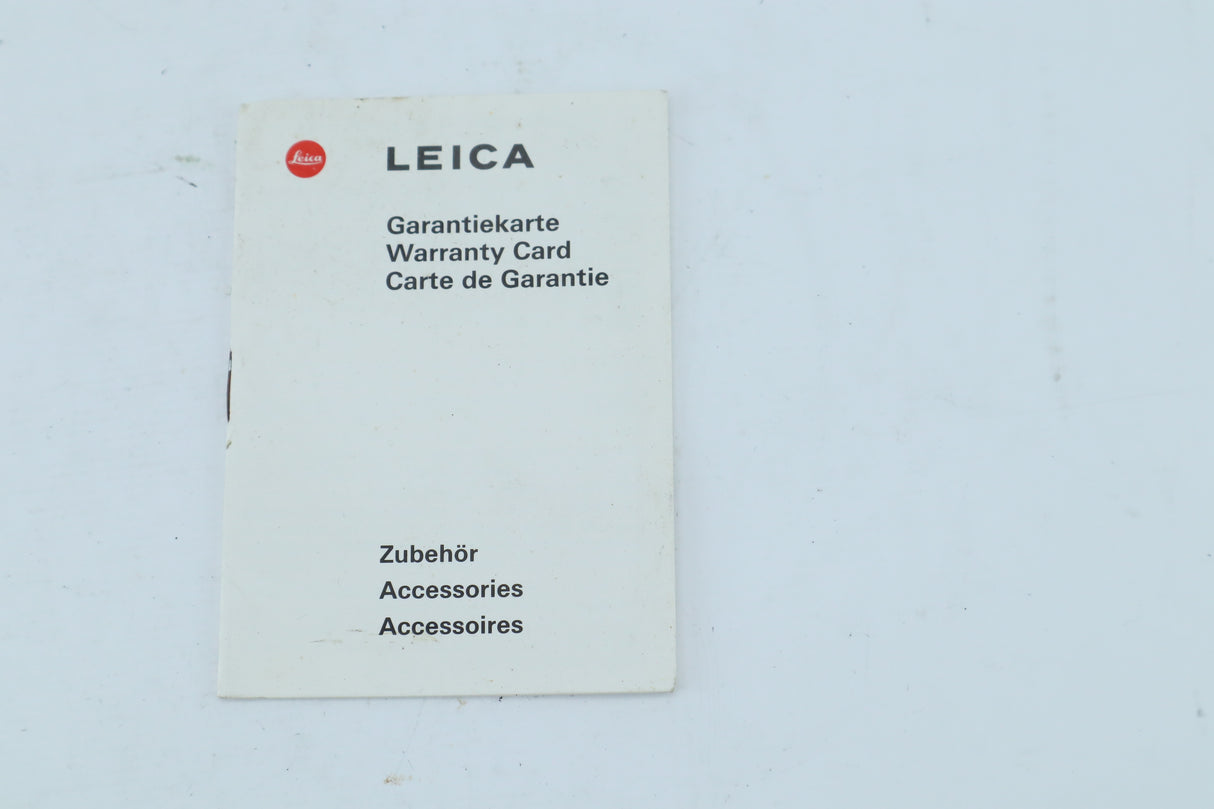 Leica
LEICA
Garantiekarte
Warranty Card
Carte de Garantie
Zubehör
Accessories
Accessoires